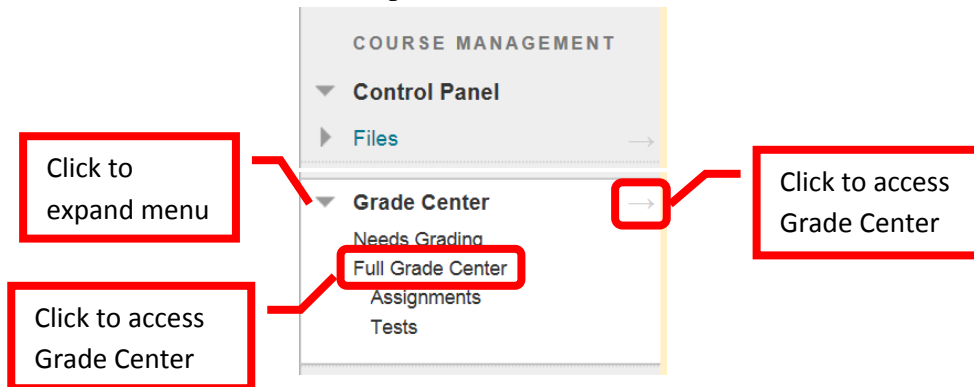 COURSE MANAGEMENT
Control Panel
Files
Click to
expand menu
Grade Center
Click to access
Grade Center
Needs Grading
Full Grade Center
Assignments
Tests
Click to access
Grade Center